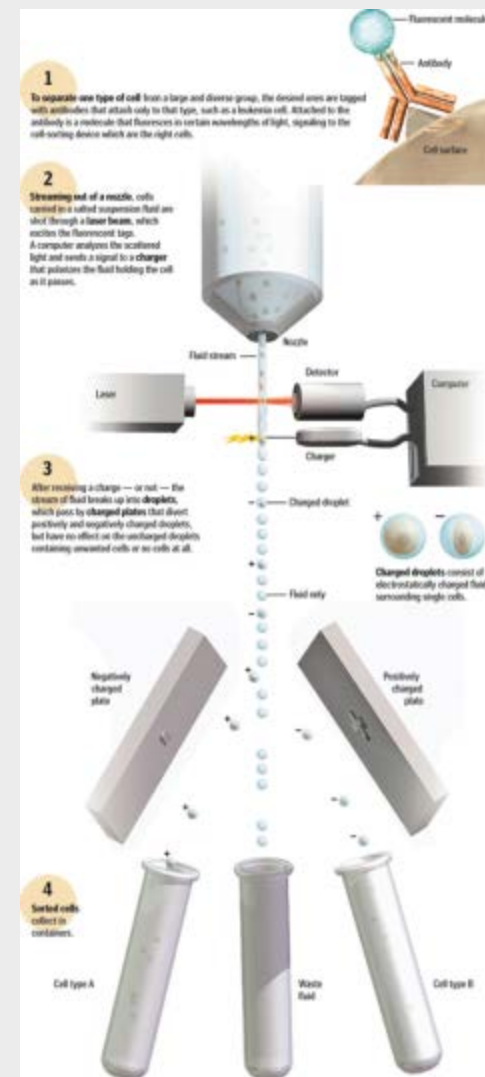 Fluorescent molecule
Antibody
Cell surface
1
To separate one type of cell from a large and diverse group, the desired ones are tagged
with antibodies that attach only to that type, such as a leukemia cell. Attached to the
antibody is a molecule that fluoresces in certain wavelengths of light, signaling to the
cell-sorting device which are the right cells.
2
Streaming out of a nozzle, cells
carried in a salted suspension fluid are
shot through a laser beam, which
excites the fluorescent tags.
A computer analyzes the scattered
light and sends a signal to a charger
that polarizes the fluid holding the cell
as it passes.
Nozzle
Fluid stream
Detector
Computer
Laser
+
Charger
3
After receiving a charge — or not — the
stream of fluid breaks up into droplets,
which pass by charged plates that divert
positively and negatively charged droplets,
but have no effect on the uncharged droplets
containing unwanted cells or no cells at all.
- Charged droplet
+ -
Charged droplets consist of
electrostatically charged fluid
surrounding single cells.
+
Fluid only
-
Negatively
charged
plate
Positively
charged
plate
+
+
-
+
-
-
+
4
Sorted cells
collect in
containers.
Cell type A
Waste
fluid
Cell type B